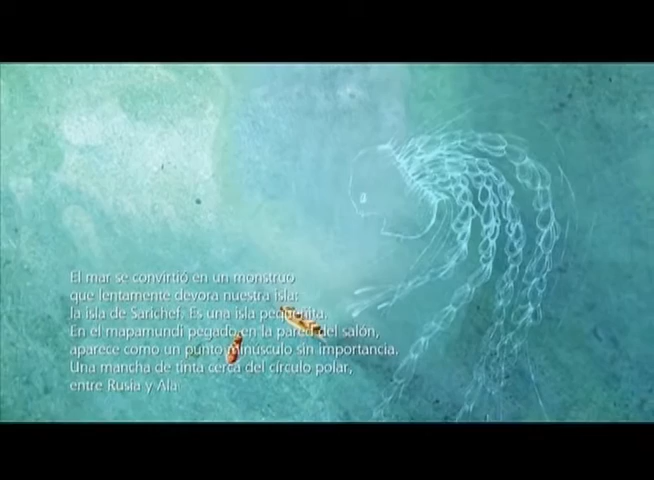 El mar se convirtió en un monstruo
que lentamente devora nuestra isla:
la isla de Sarichef. Es una isla pequeñita.
En el mapamundi pegado en la pared del salón,
aparece como un punto minúsculo sin importancia.
Una mancha de tinta cerca del círculo polar,
entre Rusia y Ala